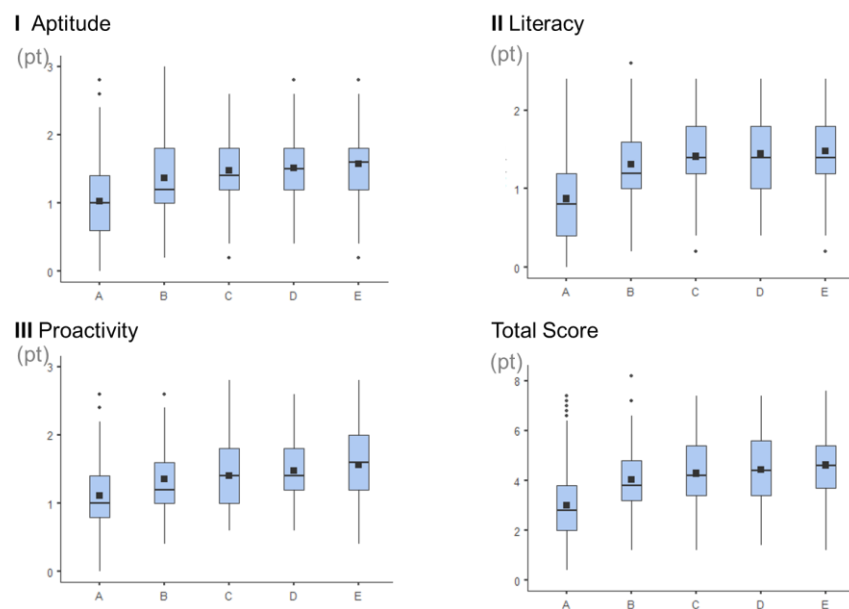 I Aptitude
(pt)
3
2
1
0
A B C D E
II Literacy
(pt)
2
1
0
A B C D E
III Proactivity
(pt)
3
2
1
0
A B C D E
Total Score
(pt)
8
6
4
2
0
A B C D E